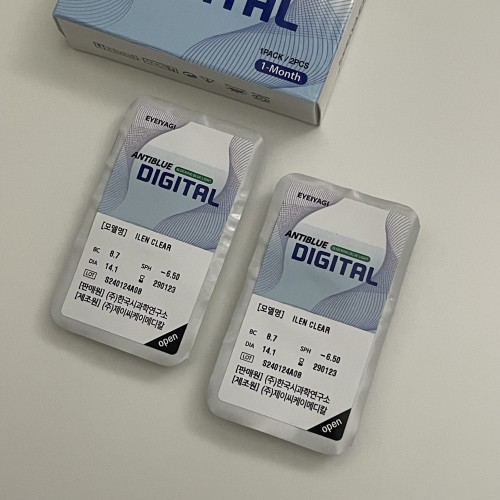 DIGITAL
1PACK / 2PCS
1-Month
EYEIYAGI
ANTIBLUE
DIGITAL
[모델명] ILEN CLEAR
BC 8.7 SPH -6.50
DIA 14.1 290123
LOT S240124A08
[판매원] (주)한국시과학연구소
[제조원] (주)제이씨케이메디칼
open
EYEIYAGI
ANTIBLUE
DIGITAL
[모델명] ILEN CLEAR
BC 8.7 SPH -6.50
DIA 14.1 290123
LOT S240124A08
[판매원] (주)한국시과학연구소
[제조원] (주)제이씨케이메디칼
open